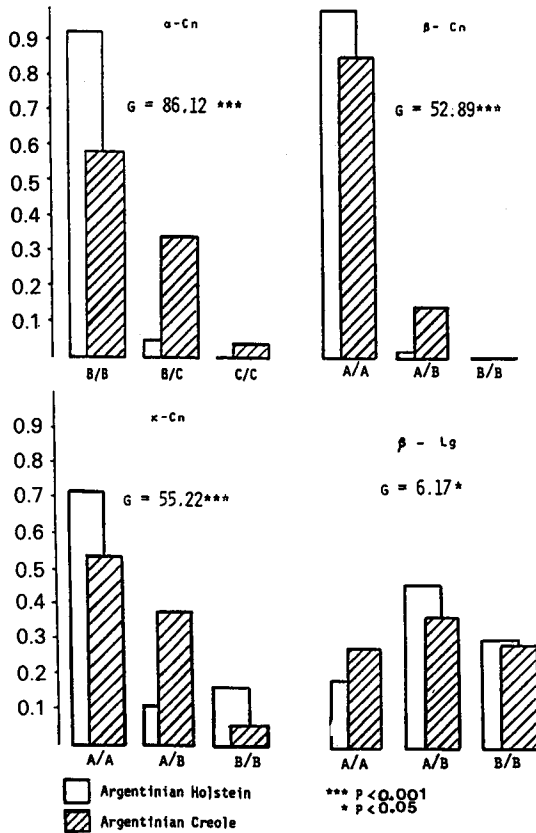 α-Cn
β- Cn
0.9
0.8
0.7
0.6
0.5
0.4
0.3
0.2
0.1
G = 86.12 ***
G = 52.89***
B/B B/C C/C
A/A A/B B/B
κ-Cn
β - Lg
0.9
0.8
0.7
0.6
0.5
0.4
0.3
0.2
0.1
G = 55.22***
G = 6.17*
A/A A/B B/B
A/A A/B B/B
Argentinian Holstein
Argentinian Creole
*** P<0.001
* P<0.05